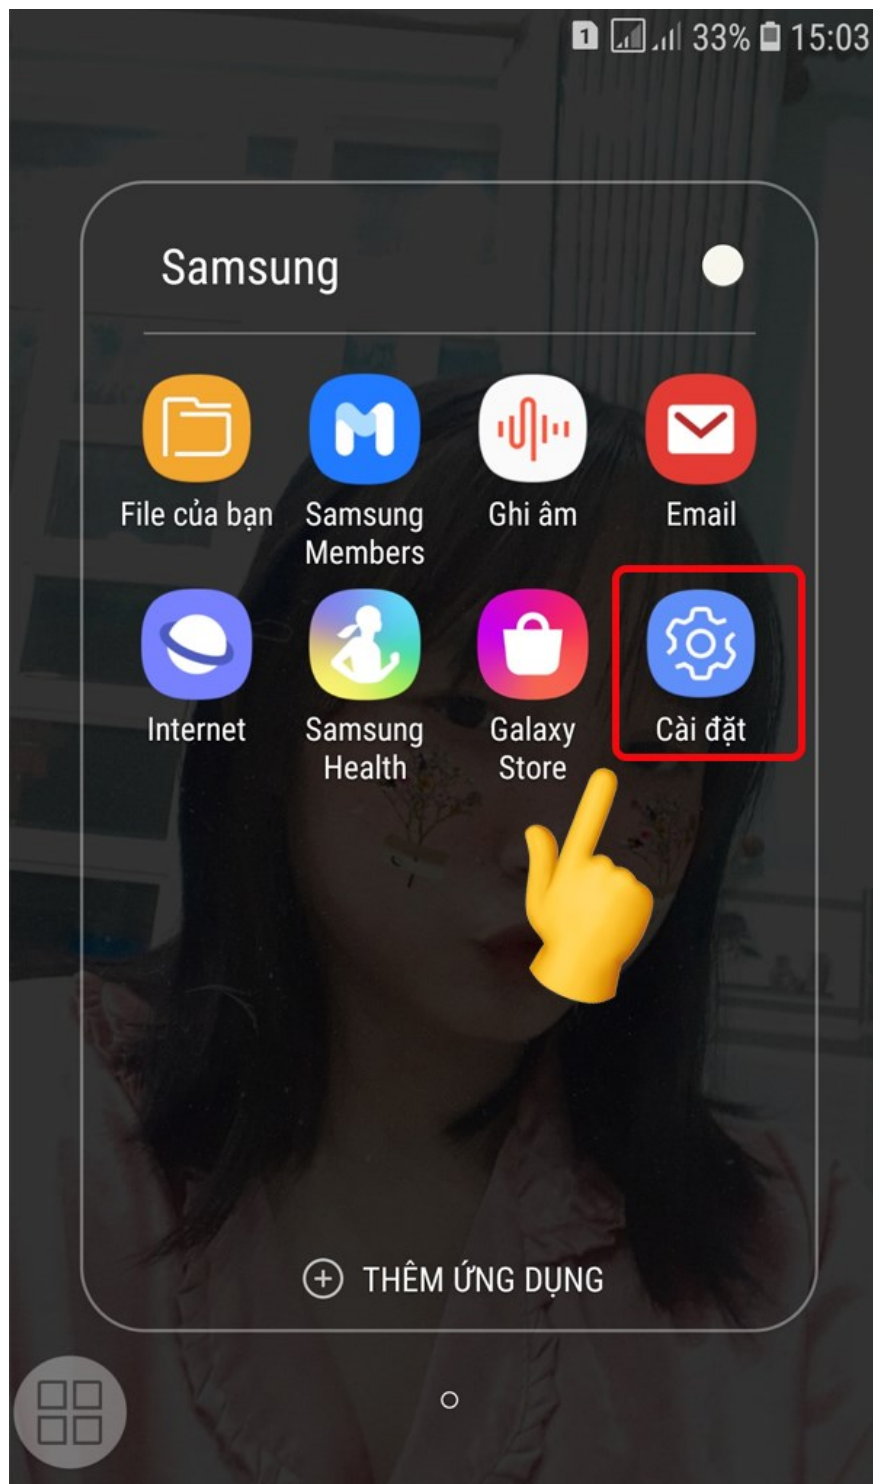 1 33% 15:03
Samsung
File của bạn
Samsung
Members
Ghi âm
Email
Internet
Samsung
Health
Galaxy
Store
Cài đặt
THÊM ỨNG DỤNG